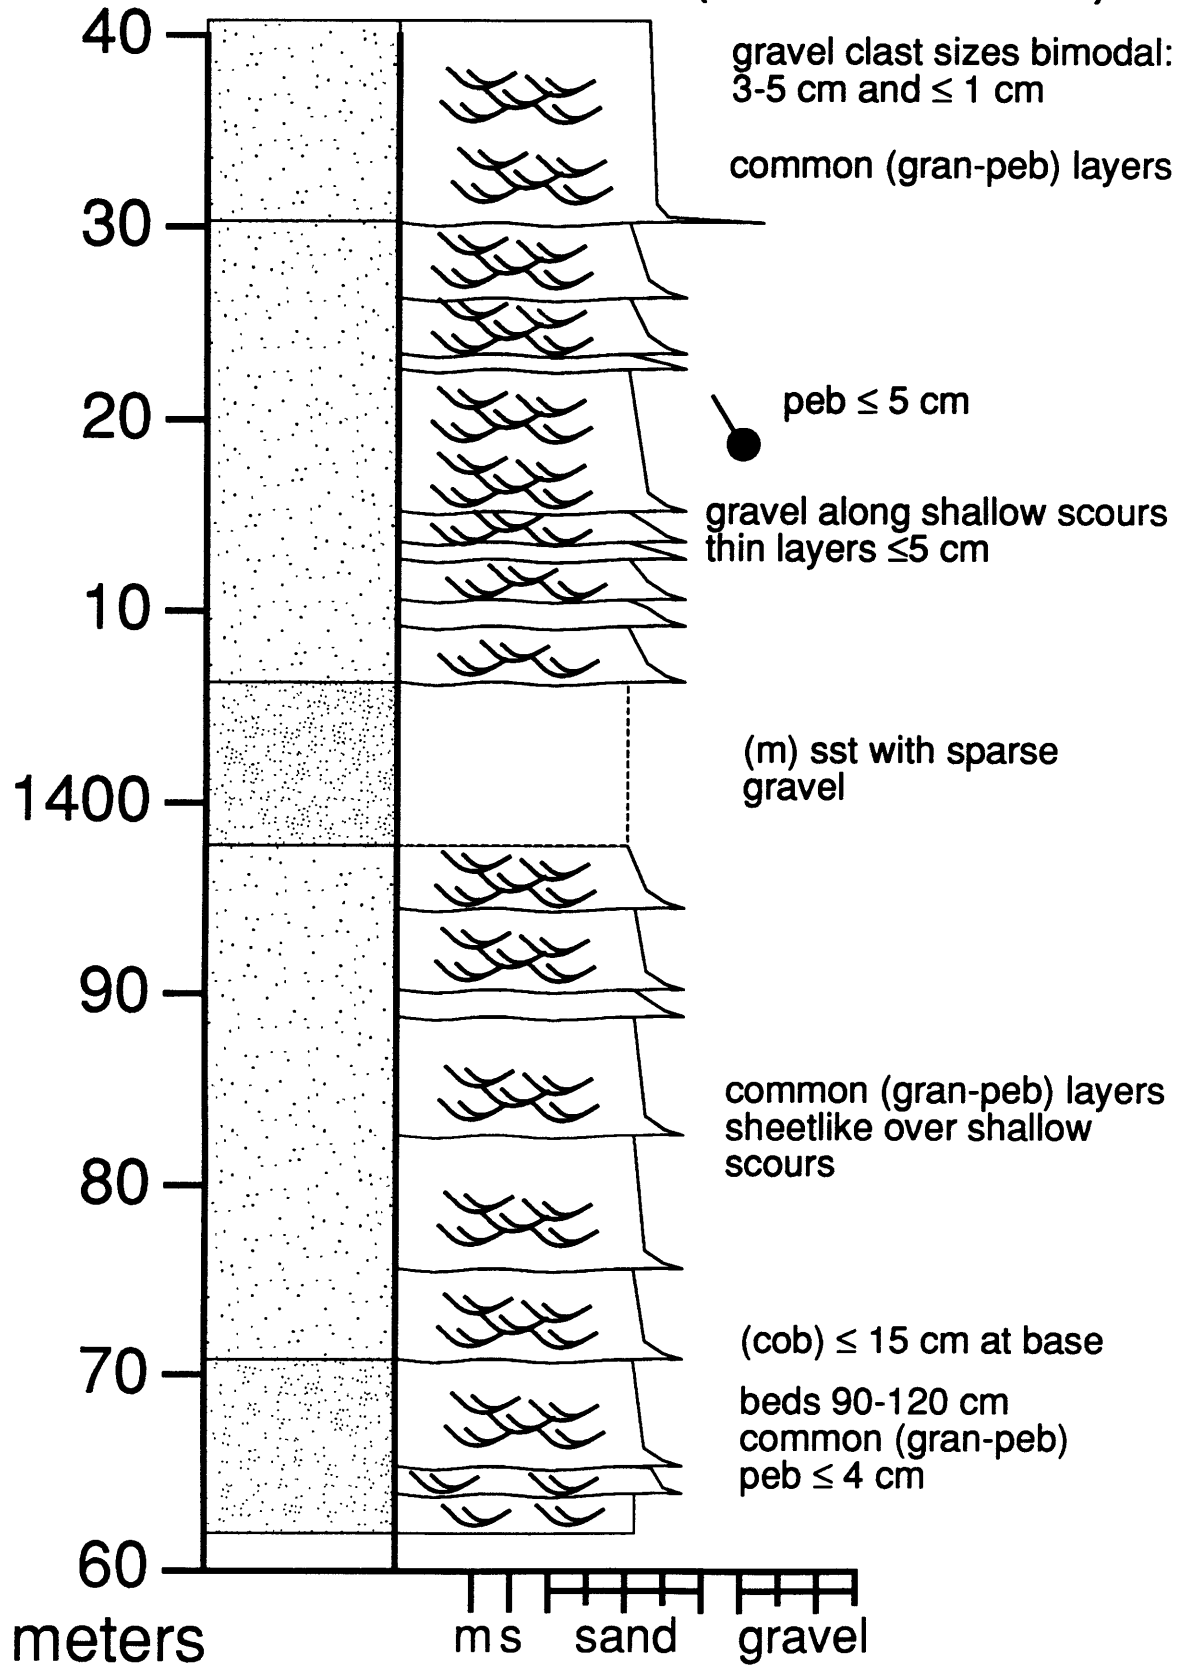 40
gravel clast sizes bimodal:
3-5 cm and ≤ 1 cm
common (gran-peb) layers
30
20
peb ≤ 5 cm
gravel along shallow scours
thin layers ≤5 cm
10
(m) sst with sparse
gravel
1400
90
common (gran-peb) layers
sheetlike over shallow
scours
80
(cob) ≤ 15 cm at base
70
beds 90-120 cm
common (gran-peb)
peb ≤ 4 cm
60
meters
m s sand gravel